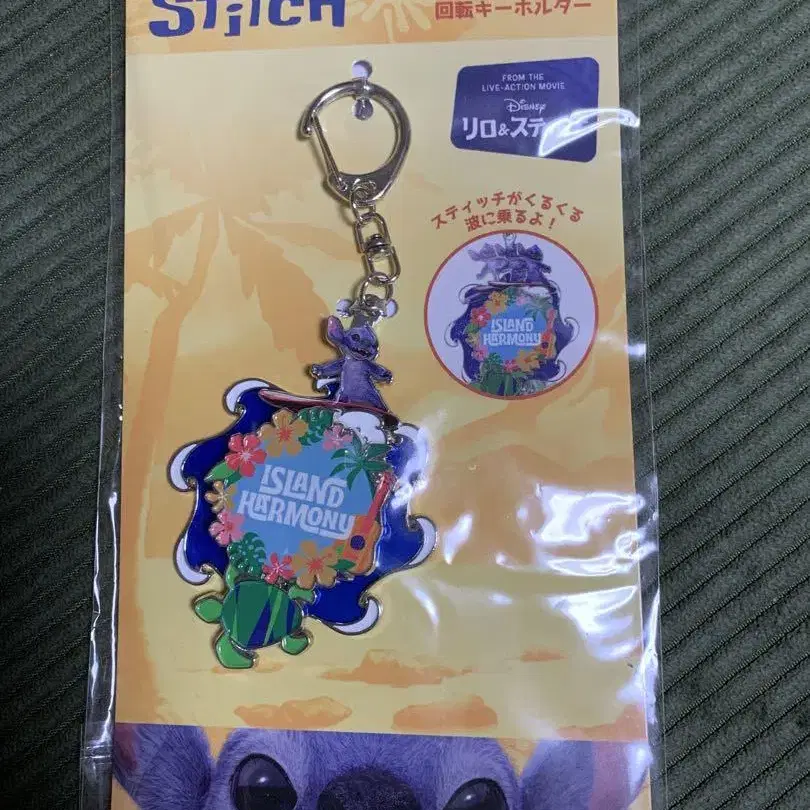 Stitch
回転キーホルダー
FROM THE
LIVE-ACTION MOVIE
Disney
リロ&スティ
スティッチがくるくる
波に乗るよ！
ISLAND
HARMONY
ISLAND
HARMONY